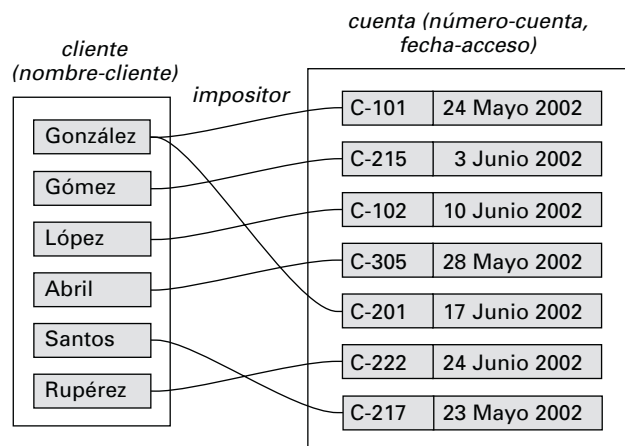 cliente
(nombre-cliente)
impositor
cuenta (número-cuenta,
fecha-acceso)
González
Gómez
López
Abril
Santos
Rupérez
C-101 24 Mayo 2002
C-215 3 Junio 2002
C-102 10 Junio 2002
C-305 28 Mayo 2002
C-201 17 Junio 2002
C-222 24 Junio 2002
C-217 23 Mayo 2002